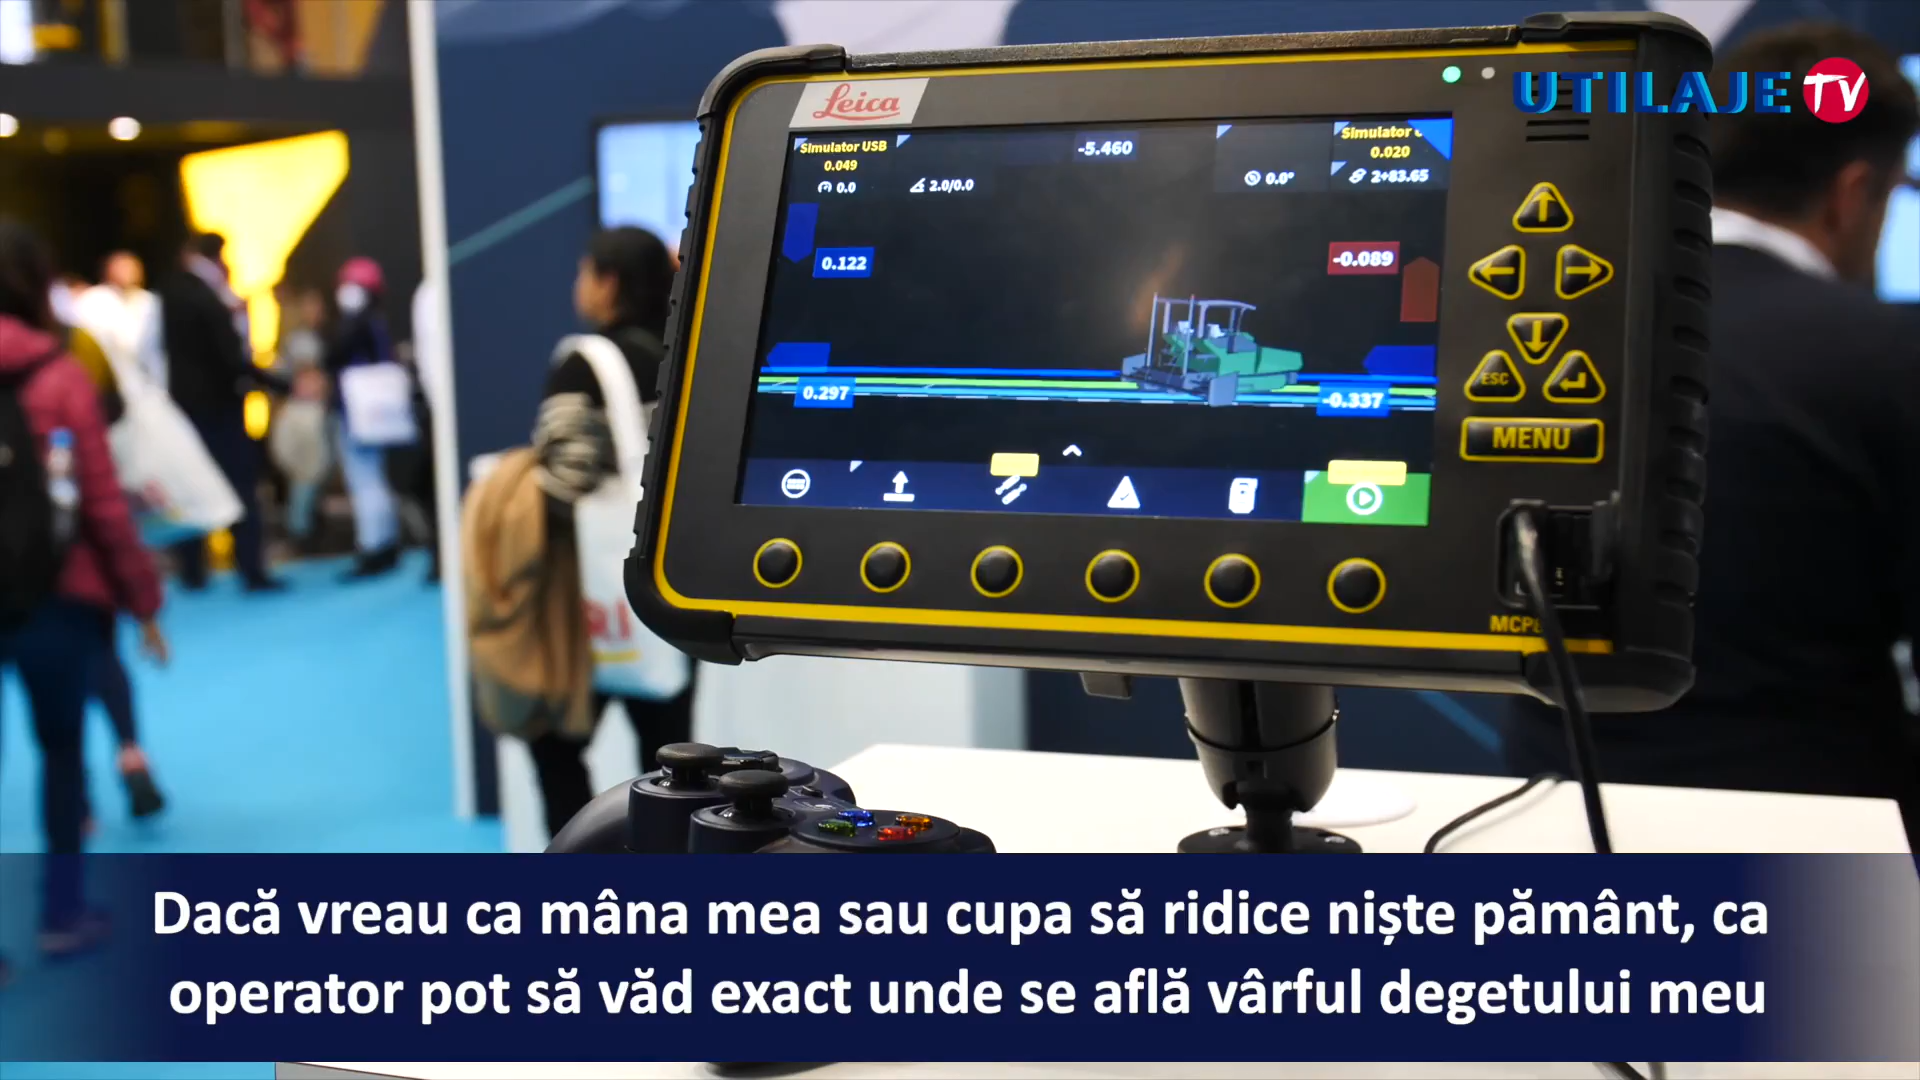 UTILAJE TV
Leica
Simulator USB
0.049
0.0
2.0/0.0
-5.460
0.0°
Simulator
0.020
2+83.65
0.122
-0.089
0.297
-0.337
ESC
MENU
RI
Dacă vreau ca mâna mea sau cupa să ridice niște pământ, ca
operator pot să văd exact unde se află vârful degetului meu